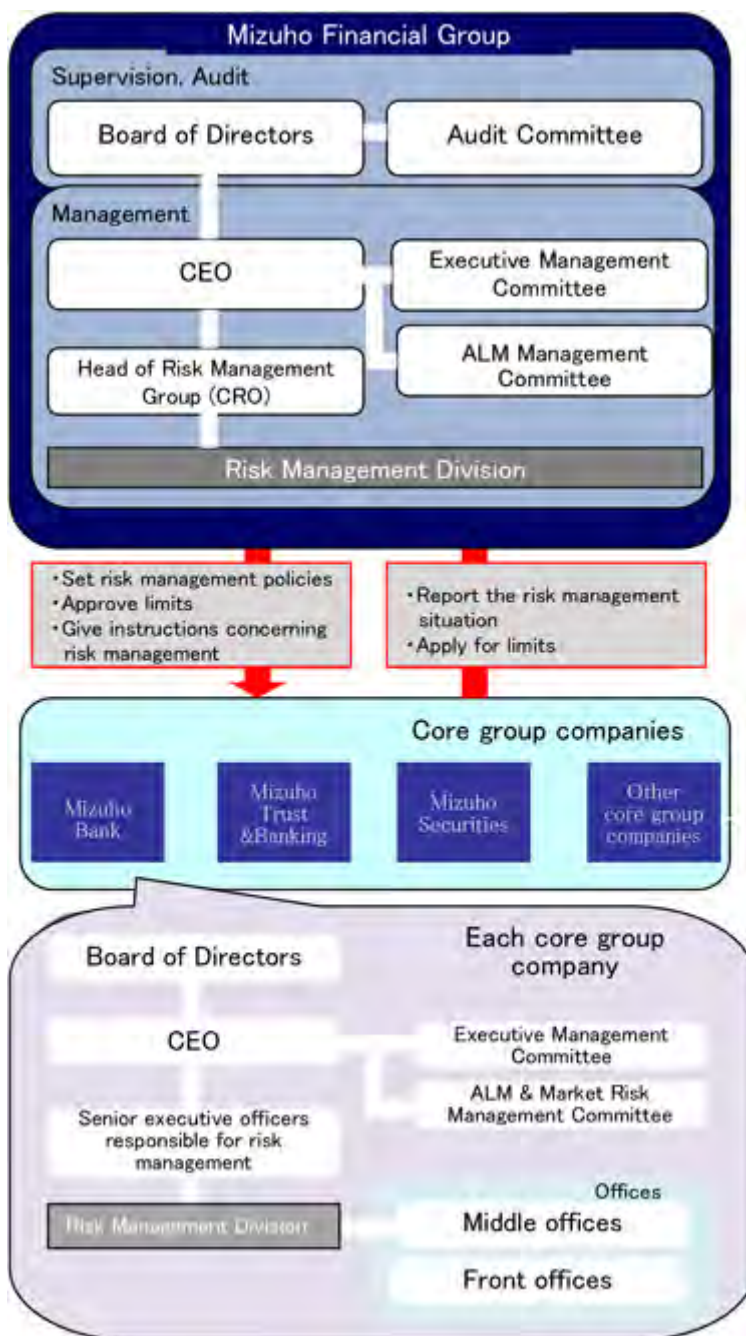 Mizuho Financial Group
Supervision, Audit
Board of Directors
Audit Committee
Management
CEO
Executive Management
Committee
Head of Risk Management
Group (CRO)
ALM Management
Committee
Risk Management Division
・Set risk management policies
・Approve limits
・Give instructions concerning
risk management
・Report the risk management
situation
・Apply for limits
Core group companies
Mizuho
Bank
Mizuho
Trust
&Banking
Mizuho
Securities
Other
core group
companies
Each core group
company
Board of Directors
CEO
Executive Management
Committee
ALM & Market Risk
Management Committee
Senior executive officers
responsible for risk
management
Risk Management Division
Offices
Middle offices
Front offices